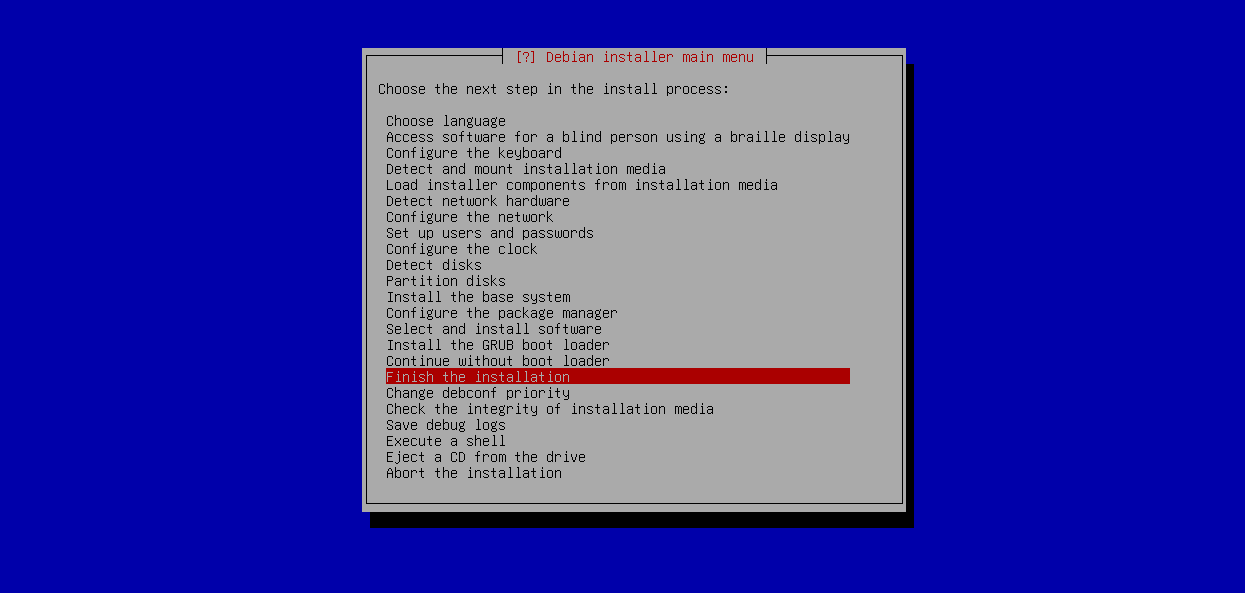 [?] Debian installer main menu
Choose the next step in the install process:
Choose language
Access software for a blind person using a braille display
Configure the keyboard
Detect and mount installation media
Load installer components from installation media
Detect network hardware
Configure the network
Set up users and passwords
Configure the clock
Detect disks
Partition disks
Install the base system
Configure the package manager
Select and install software
Install the GRUB boot loader
Continue without boot loader
Finish the installation
Change debconf priority
Check the integrity of installation media
Save debug logs
Execute a shell
Eject a CD from the drive
Abort the installation